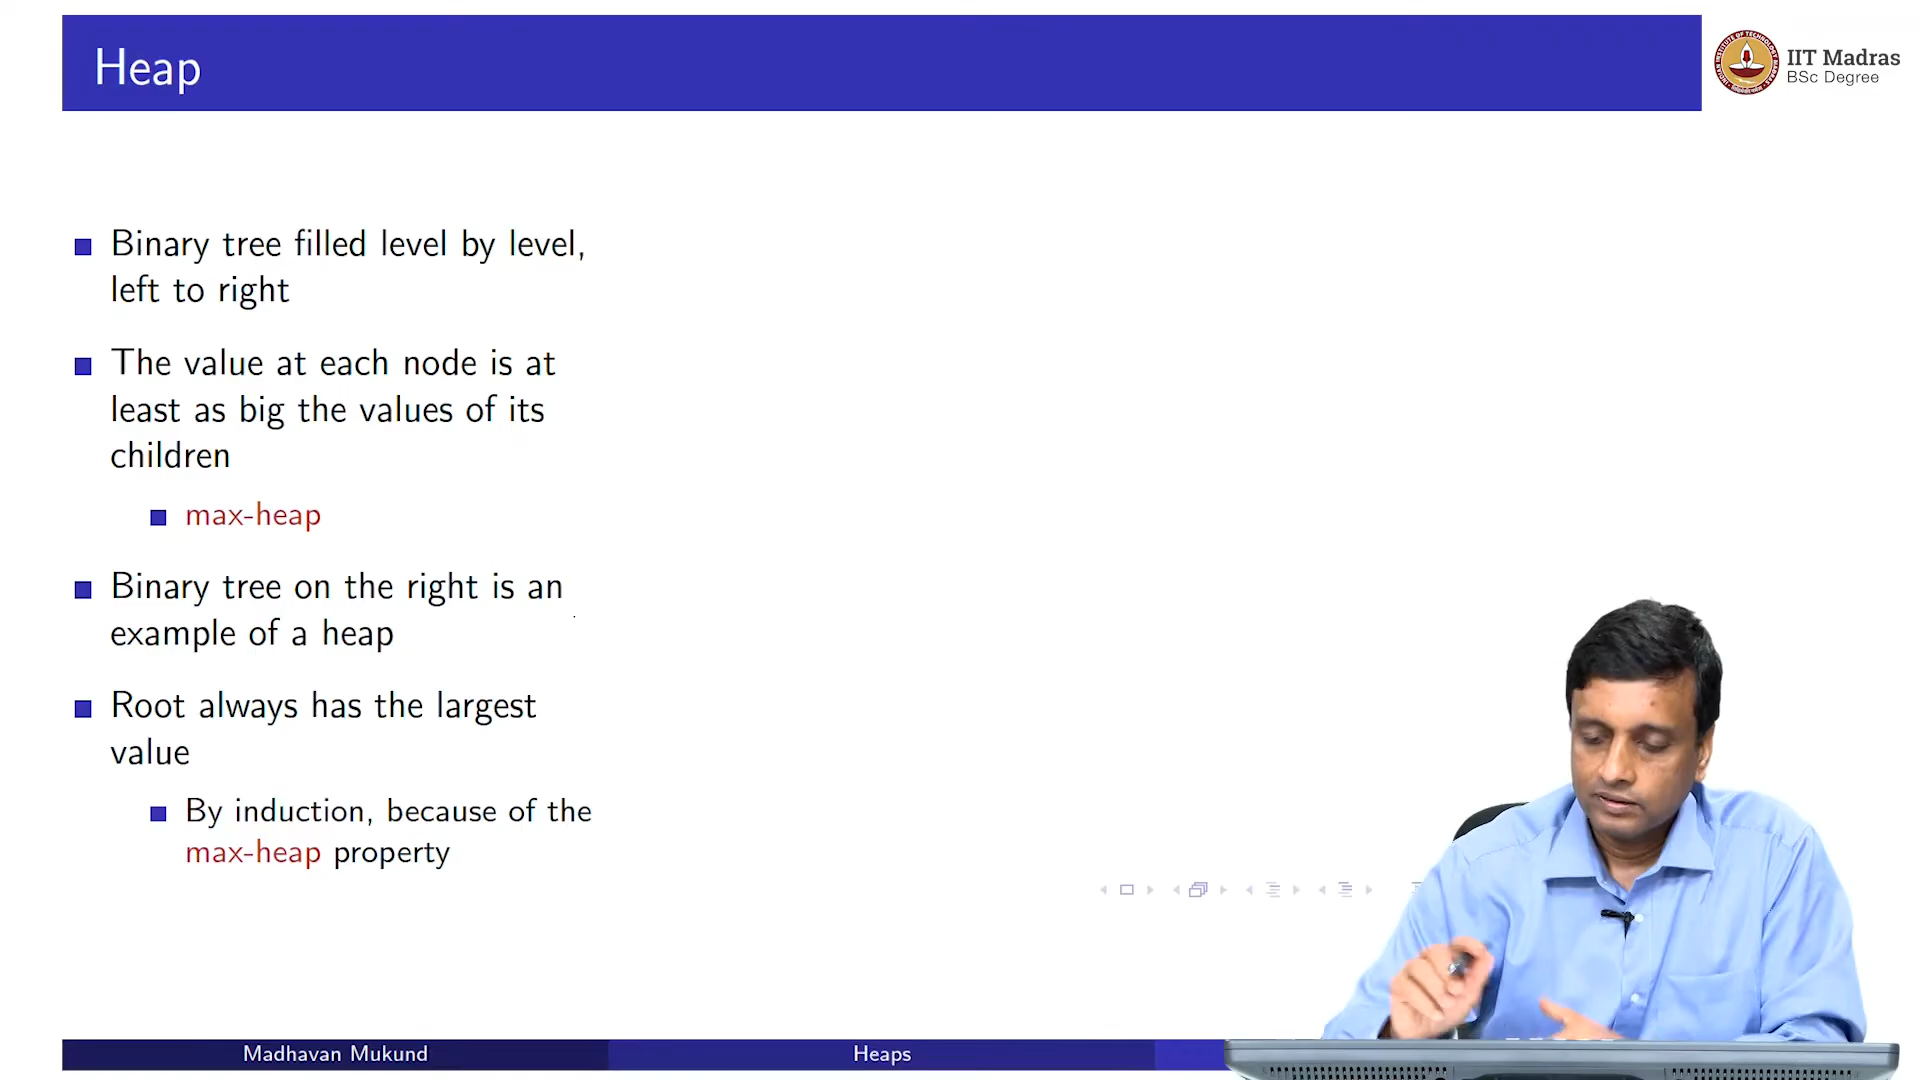 Heap
IIT Madras
BSc Degree
Binary tree filled level by level,
left to right
The value at each node is at
least as big the values of its
children
max-heap
Binary tree on the right is an
example of a heap
Root always has the largest
value
By induction, because of the
max-heap property
Madhavan Mukund
Heaps